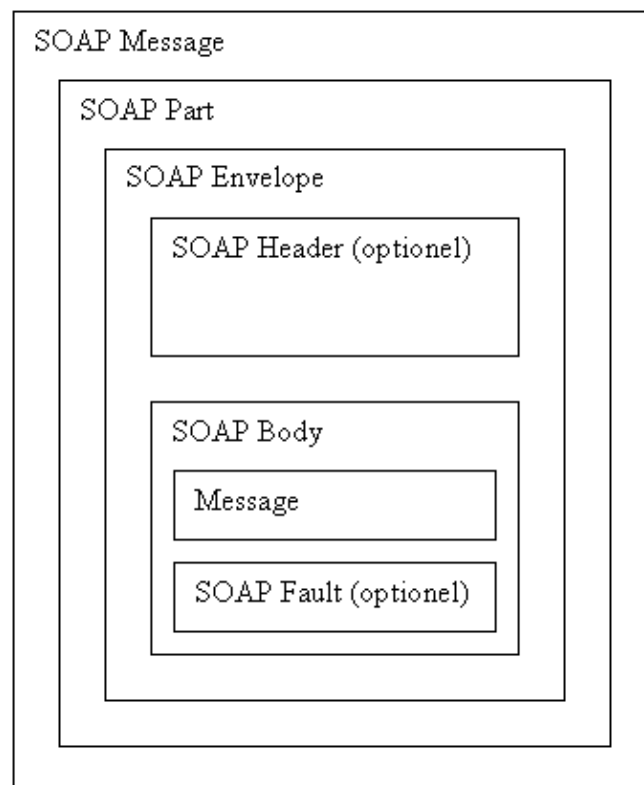 SOAP Message
SOAP Part
SOAP Envelope
SOAP Header (optionel)
SOAP Body
Message
SOAP Fault (optionel)